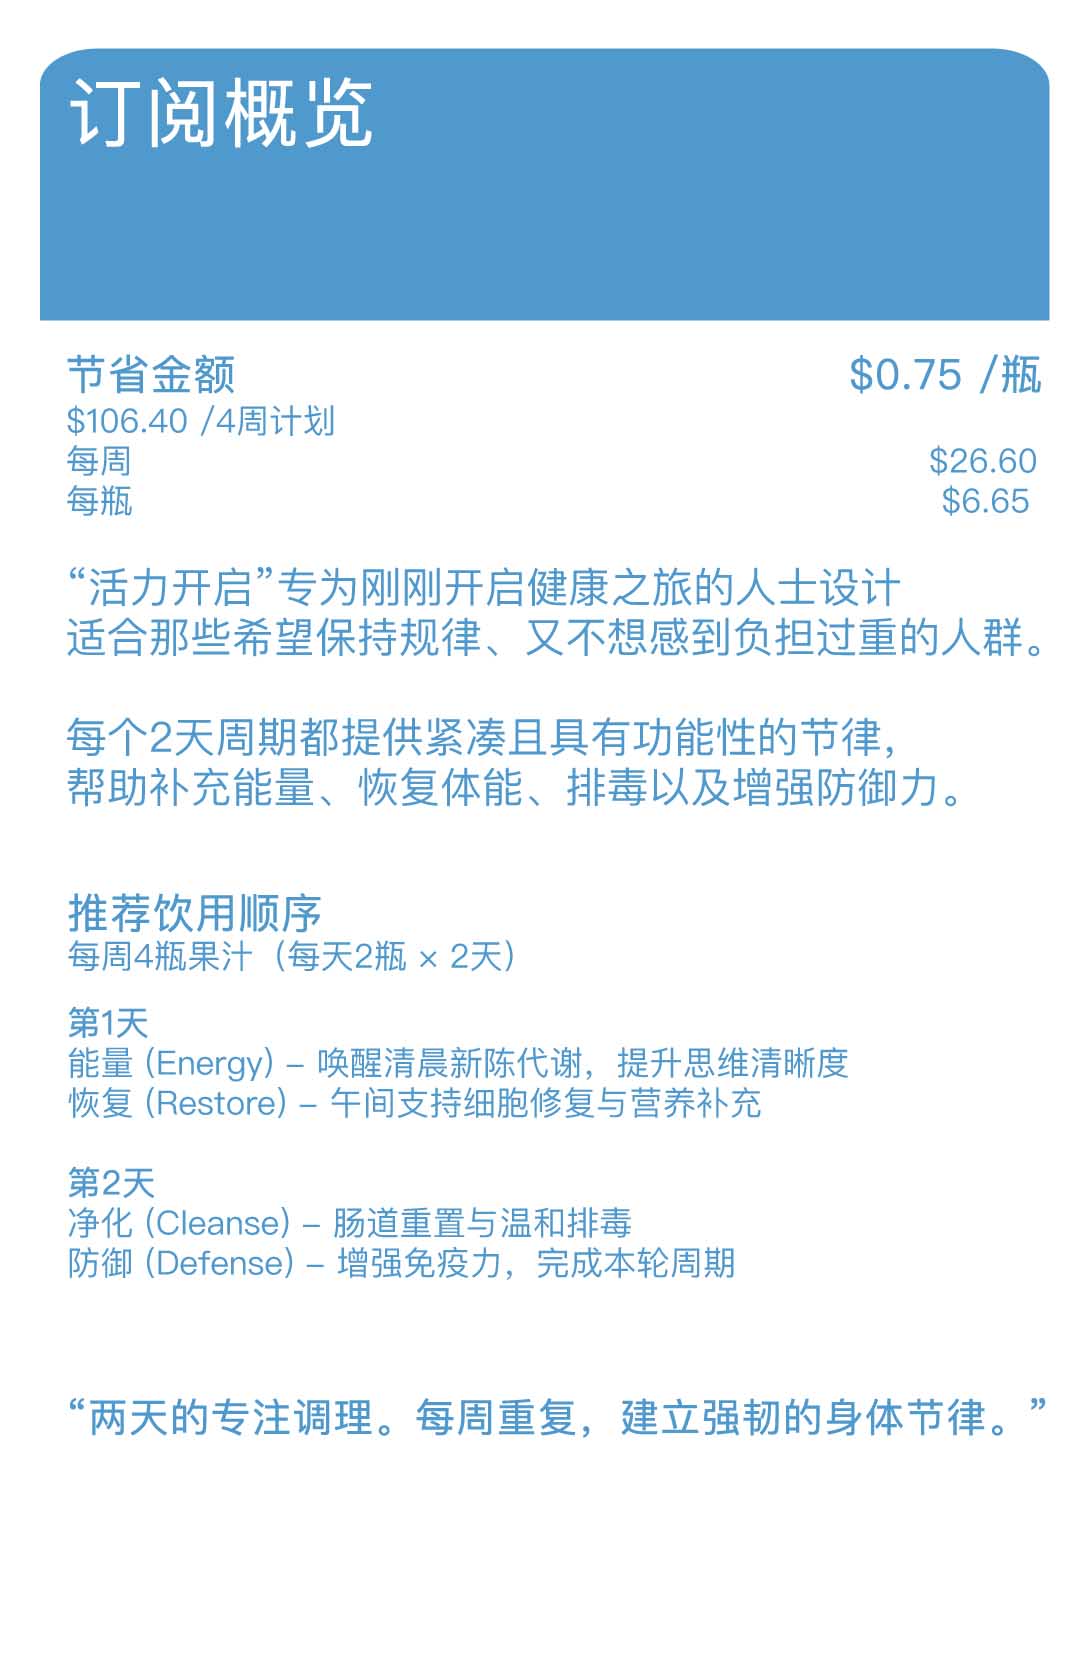 订阅概览
节省金额 $0.75 /瓶
$106.40 /4周计划
每周 $26.60
每瓶 $6.65
“活力开启”专为刚刚开启健康之旅的人士设计
适合那些希望保持规律、又不想感到负担过重的人群。
每个2天周期都提供紧凑且具有功能性的节律，
帮助补充能量、恢复体能、排毒以及增强防御力。
推荐饮用顺序
每周4瓶果汁（每天2瓶 × 2天）
第1天
能量 (Energy) – 唤醒清晨新陈代谢，提升思维清晰度
恢复 (Restore) – 午间支持细胞修复与营养补充
第2天
净化 (Cleanse) – 肠道重置与温和排毒
防御 (Defense) – 增强免疫力，完成本轮周期
“两天的专注调理。每周重复，建立强韧的身体节律。”